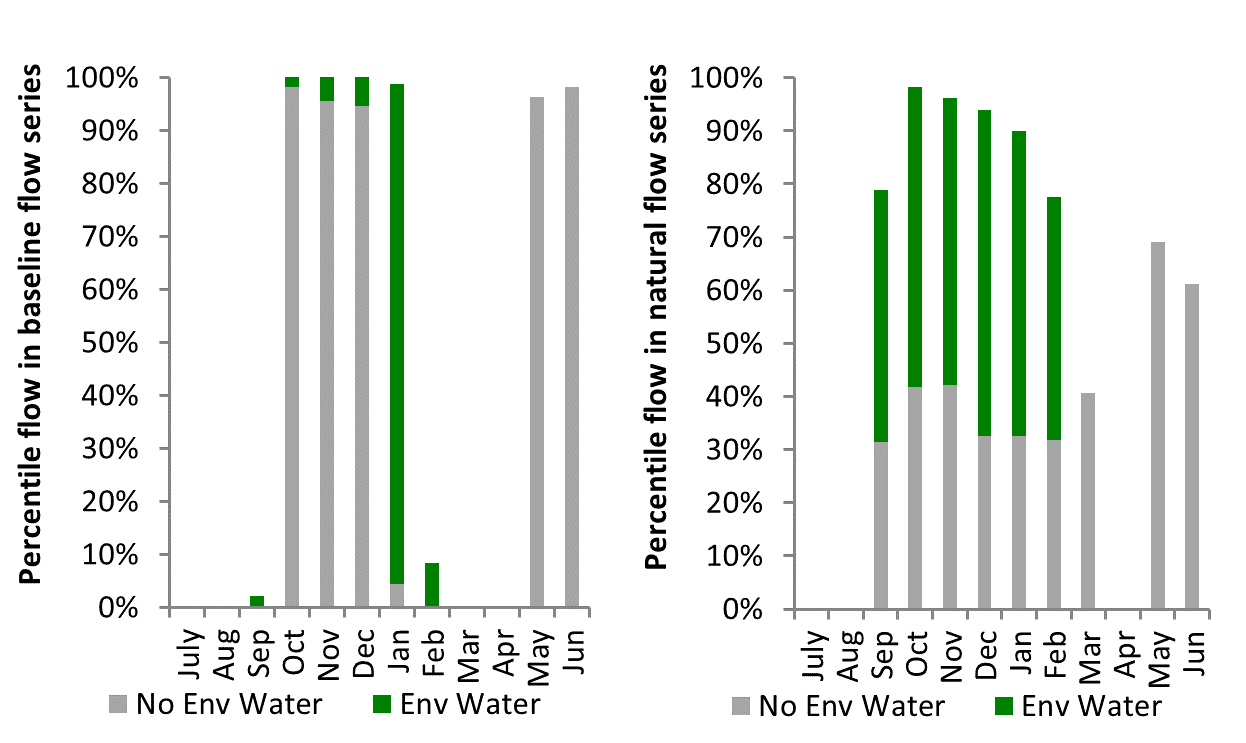 Percentile flow in baseline flow series
100%
90%
80%
70%
60%
50%
40%
30%
20%
10%
0%
July
Aug
Sep
Oct
Nov
Dec
Jan
Feb
Mar
Apr
May
Jun
No Env Water
Env Water
Percentile flow in natural flow series
100%
90%
80%
70%
60%
50%
40%
30%
20%
10%
0%
July
Aug
Sep
Oct
Nov
Dec
Jan
Feb
Mar
Apr
May
Jun
No Env Water
Env Water